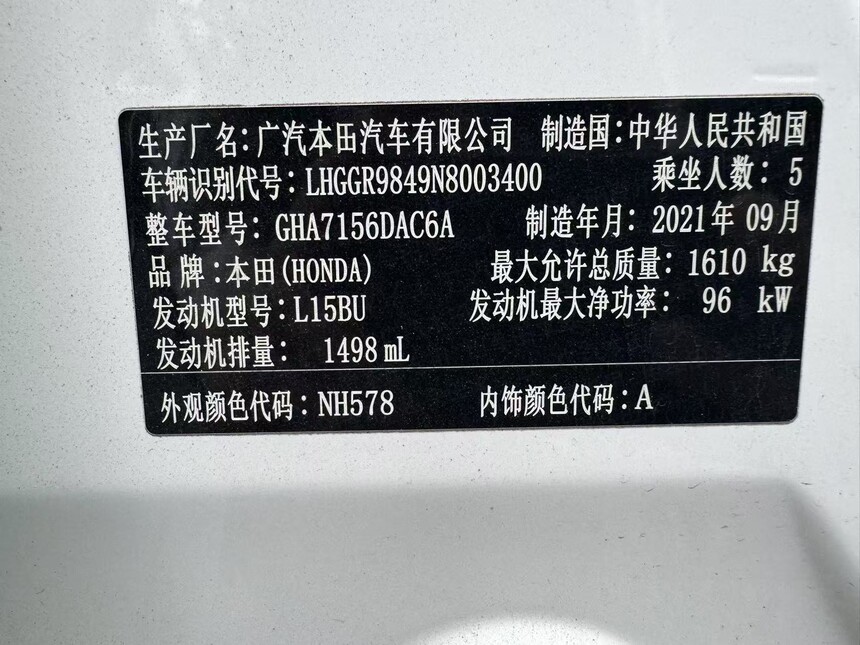 生产厂名：广汽本田汽车有限公司 制造国：中华人民共和国
车辆识别代号：LHGGR9849N8003400 乘坐人数：5
整车型号：GHA7156DAC6A 制造年月：2021年09月
品牌：本田(HONDA) 最大允许总质量：1610 kg
发动机型号：L15BU 发动机最大净功率：96 kW
发动机排量：1498 mL
外观颜色代码：NH578 内饰颜色代码：A